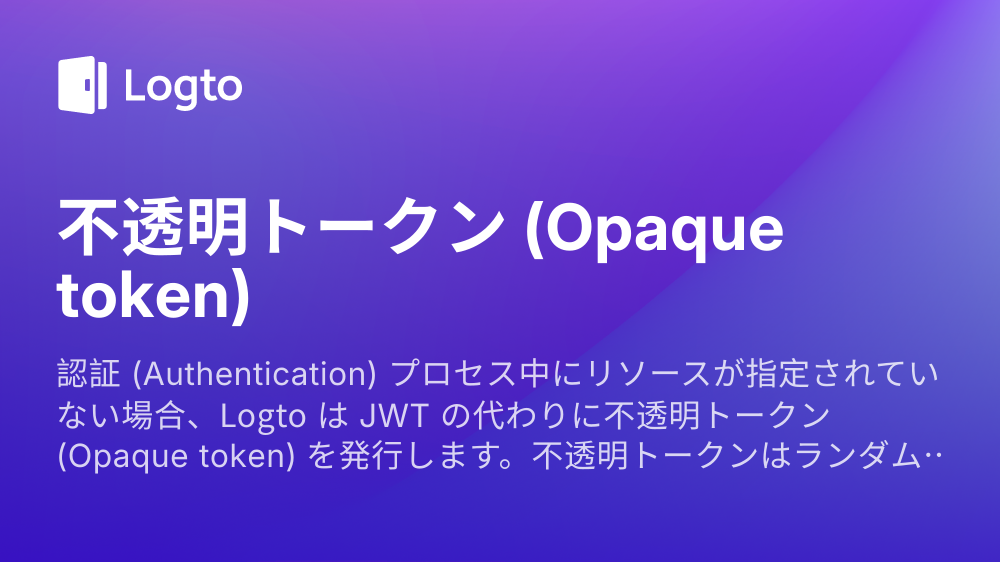 Logto
不透明トークン (Opaque
token)
認証 (Authentication) プロセス中にリソースが指定されてい
ない場合、Logto は JWT の代わりに不透明トークン
(Opaque token) を発行します。不透明トークンはランダム··